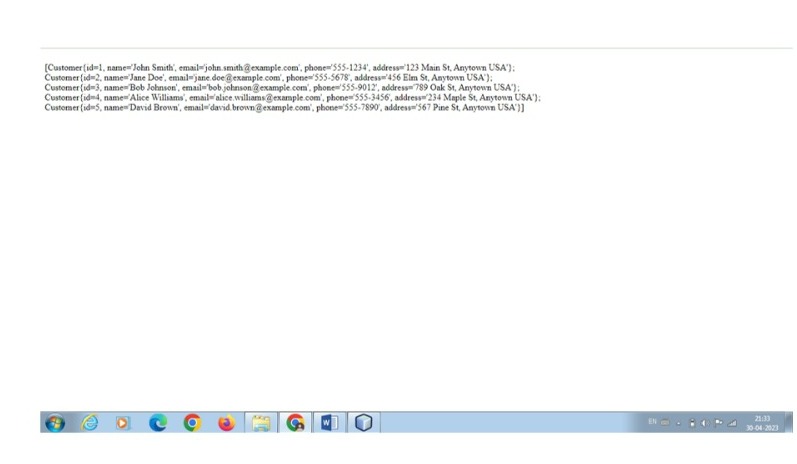 [Customer{id=1, name='John Smith', email='john.smith@example.com', phone='555-1234', address='123 Main St, Anytown USA'};
Customer{id=2, name='Jane Doe', email='jane.doe@example.com', phone='555-5678', address='456 Elm St, Anytown USA'};
Customer{id=3, name='Bob Johnson', email='bob.johnson@example.com', phone='555-9012', address='789 Oak St, Anytown USA'};
Customer{id=4, name='Alice Williams', email='alice.williams@example.com', phone='555-3456', address='234 Maple St, Anytown USA'};
Customer{id=5, name='David Brown', email='david.brown@example.com', phone='555-7890', address='567 Pine St, Anytown USA'}]
EN
21:33
30-04-2023